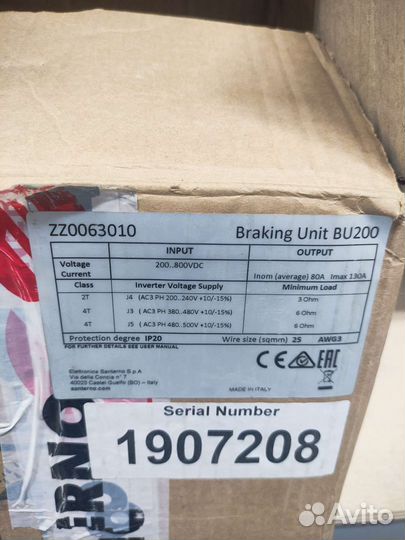 ZZ0063010 Braking Unit BU200
INPUT OUTPUT
Voltage 200..800VDC
Current Inom (average) 80A Imax 130A
Class Inverter Voltage Supply Minimum Load
2T J4 (AC3 PH 200..240V +10/-15%) 3 Ohm
4T J3 (AC3 PH 380..480V +10/-15%) 6 Ohm
4T J5 (AC3 PH 480..500V +10/-15%) 6 Ohm
Protection degree IP20 Wire size (sqmm) 25 AWG3
FOR FURTHER DETAILS SEE USER MANUAL
Elettronica Santerno S.p.A
Via della Concia n° 7
40023 Castel Guelfo (BO) – Italy
santerno.com
CE EAC
MADE IN ITALY
Serial Number
1907208
ERNO
Avito